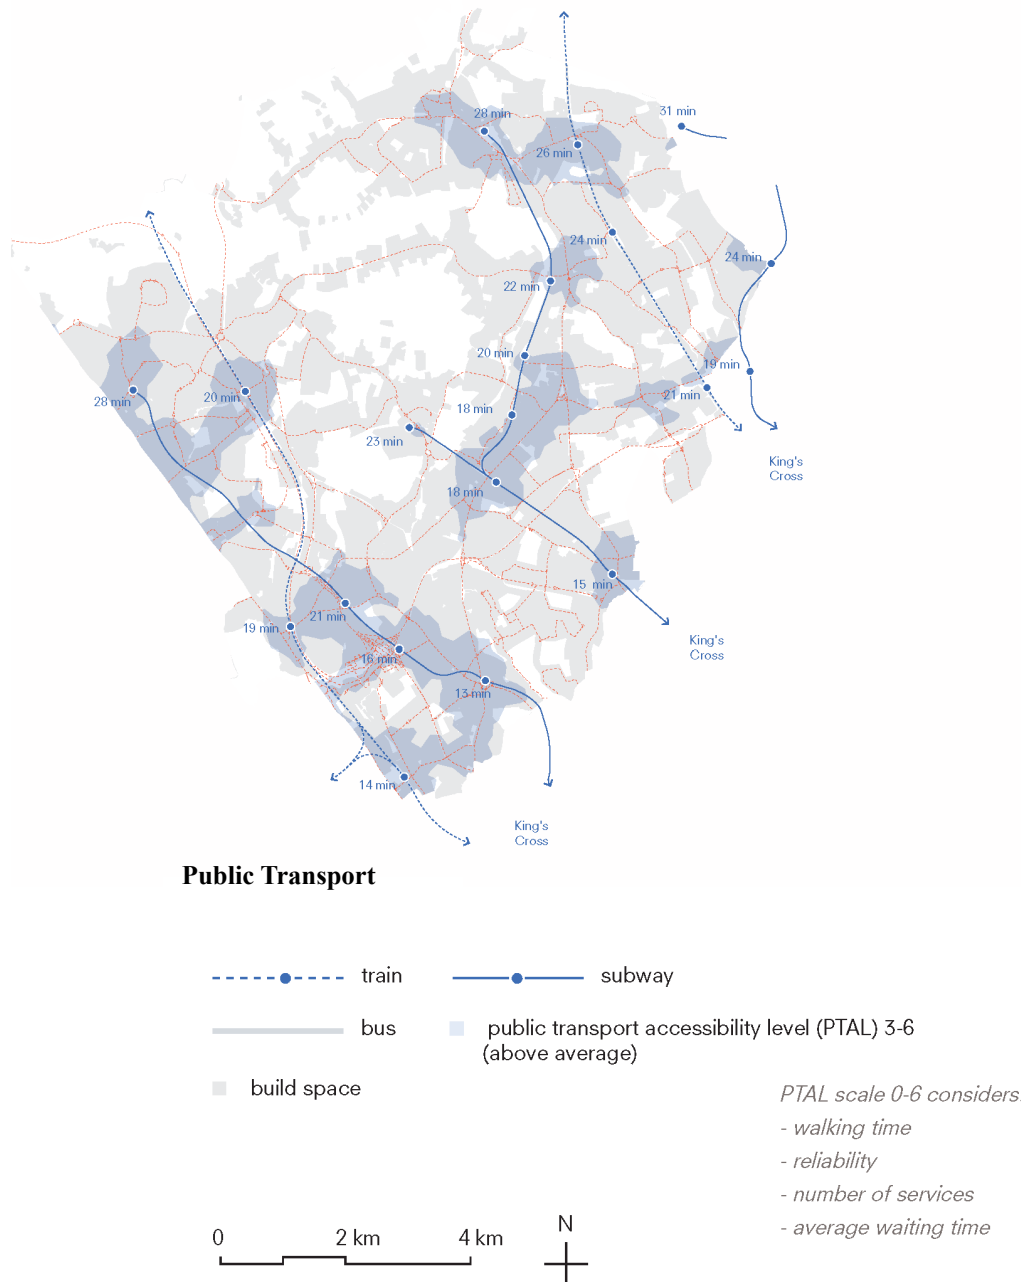 28 min
31 min
26 min
24 min
24 min
22 min
20 min
19 min
28 min
20 min
21 min
18 min
23 min
King's
Cross
18 min
15 min
21 min
19 min
King's
Cross
16 min
13 min
14 min
King's
Cross
Public Transport
train
subway
bus
public transport accessibility level (PTAL) 3-6
(above average)
build space
PTAL scale 0-6 considers:
- walking time
- reliability
- number of services
- average waiting time
0
2 km
4 km
N